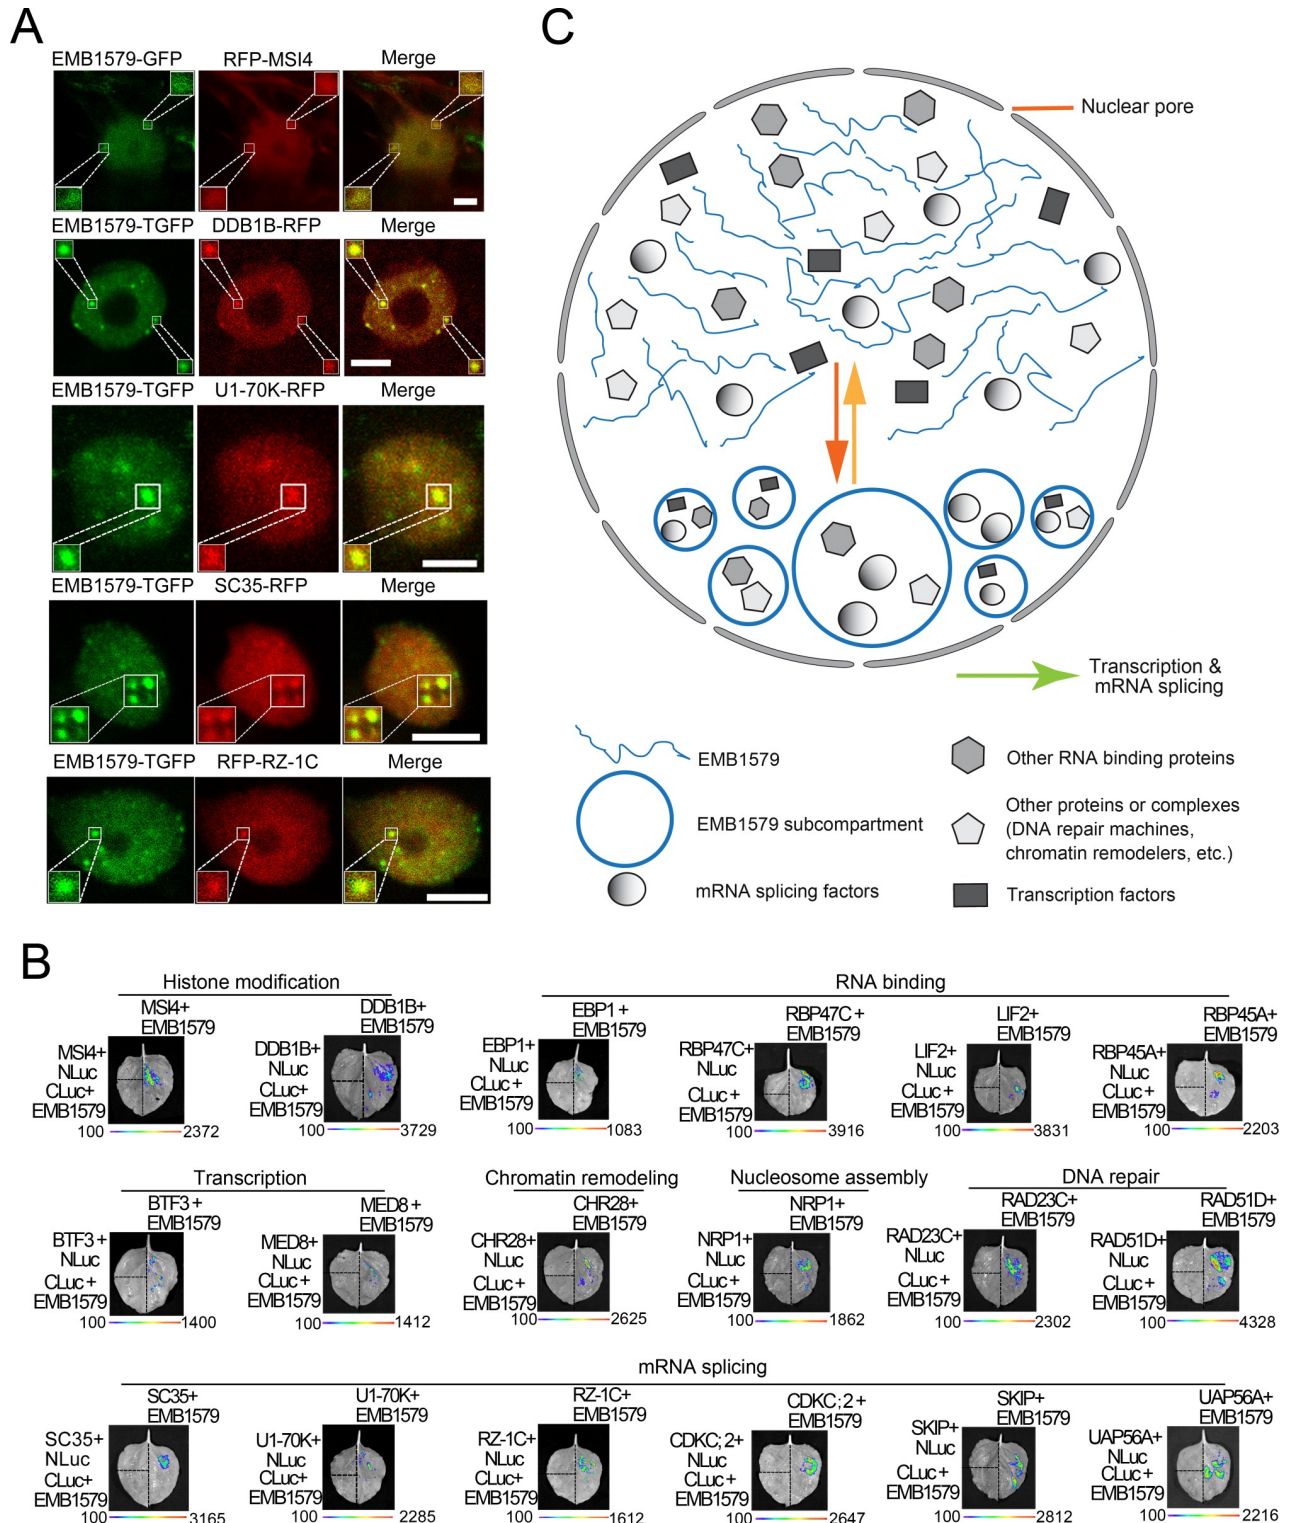 A
EMB1579-GFP RFP-MSI4 Merge
EMB1579-TGFP DDB1B-RFP Merge
EMB1579-TGFP U1-70K-RFP Merge
EMB1579-TGFP SC35-RFP Merge
EMB1579-TGFP RFP-RZ-1C Merge
C
Nuclear pore
Transcription &
mRNA splicing
EMB1579
EMB1579 subcompartment
mRNA splicing factors
Other RNA binding proteins
Other proteins or complexes
(DNA repair machines,
chromatin remodelers, etc.)
Transcription factors
B
Histone modification
MSI4+
EMB1579
MSI4+
NLuc
CLuc+
EMB1579
100 2372
DDB1B+
EMB1579
DDB1B+
NLuc
CLuc+
EMB1579
100 3729
RNA binding
EBP1 +
EMB1579
EBP1+
NLuc
CLuc +
EMB1579
100 1083
RBP47C +
EMB1579
RBP47C+
NLuc
CLuc +
EMB1579
100 3916
LIF2+
EMB1579
LIF2+
NLuc
CLuc +
EMB1579
100 3831
RBP45A+
EMB1579
RBP45A+
NLuc
CLuc +
EMB1579
100 2203
Transcription
BTF3 +
EMB1579
BTF3 +
NLuc
CLuc +
EMB1579
100 1400
MED8 +
EMB1579
MED8+
NLuc
CLuc +
EMB1579
100 1412
Chromatin remodeling
CHR28+
EMB1579
CHR28+
NLuc
CLuc +
EMB1579
100 2625
Nucleosome assembly
NRP1+
EMB1579
NRP1+
NLuc
CLuc +
EMB1579
100 1862
DNA repair
RAD23C+
EMB1579
RAD23C+
NLuc
CLuc +
EMB1579
100 2302
RAD51D+
EMB1579
RAD51D+
NLuc
CLuc +
EMB1579
100 4328
mRNA splicing
SC35+
EMB1579
SC35+
NLuc
CLuc+
EMB1579
100 3165
U1-70K+
EMB1579
U1-70K+
NLuc
CLuc+
EMB1579
100 2285
RZ-1C+
EMB1579
RZ-1C+
NLuc
CLuc+
EMB1579
100 1612
CDKC;2 +
EMB1579
CDKC; 2+
NLuc
CLuc +
EMB1579
100 2647
SKIP+
EMB1579
SKIP+
NLuc
CLuc +
EMB1579
100 2812
UAP56A+
EMB1579
UAP56A+
NLuc
CLuc +
EMB1579
100 2216